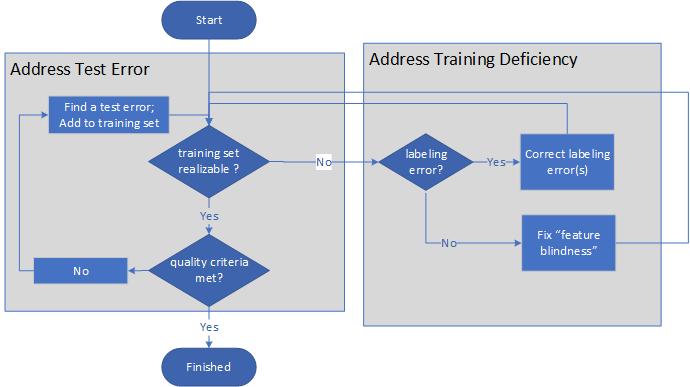 Start
Address Test Error
Find a test error;
Add to training set
training set
realizable ?
No
Yes
quality criteria
met?
No
Yes
Finished
Address Training Deficiency
labeling
error?
Yes
Correct labeling
error(s)
No
Fix “feature
blindness”